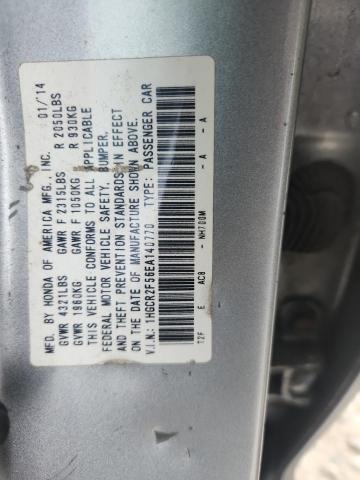 MFD. BY HONDA OF AMERICA MFG., INC. 01/14
GVWR 4321LBS GAWR F 2315LBS R 2050LBS
GVWR 1960KG GAWR F 1050KG R 930KG
THIS VEHICLE CONFORMS TO ALL APPLICABLE
FEDERAL MOTOR VEHICLE SAFETY, BUMPER,
AND THEFT PREVENTION STANDARDS IN EFFECT
ON THE DATE OF MANUFACTURE SHOWN ABOVE.
V.I.N.: 1HGCR2F56EA140770 TYPE: PASSENGER CAR
T2F E AC8 - NH700M - A - A